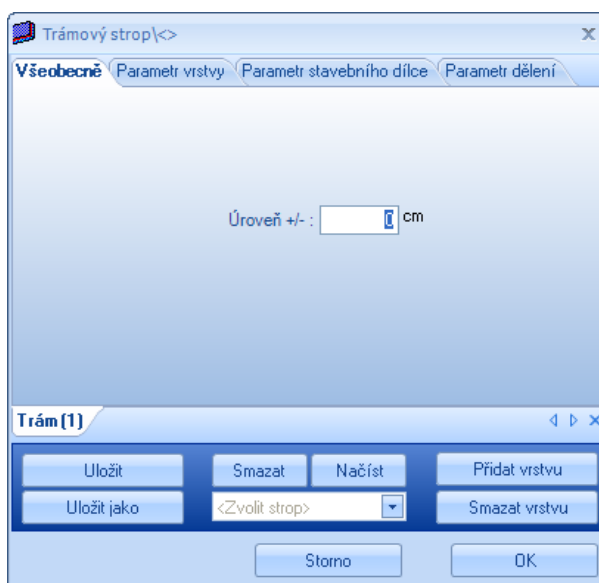 Trámový strop\<>
Všeobecně Parametr vrstvy Parametr stavebního dílce Parametr dělení
Úroveň +/- : 0 cm
Trám (1)
Uložit Smazat Načíst Přidat vrstvu
Uložit jako <Zvolit strop> Smazat vrstvu
Storno OK